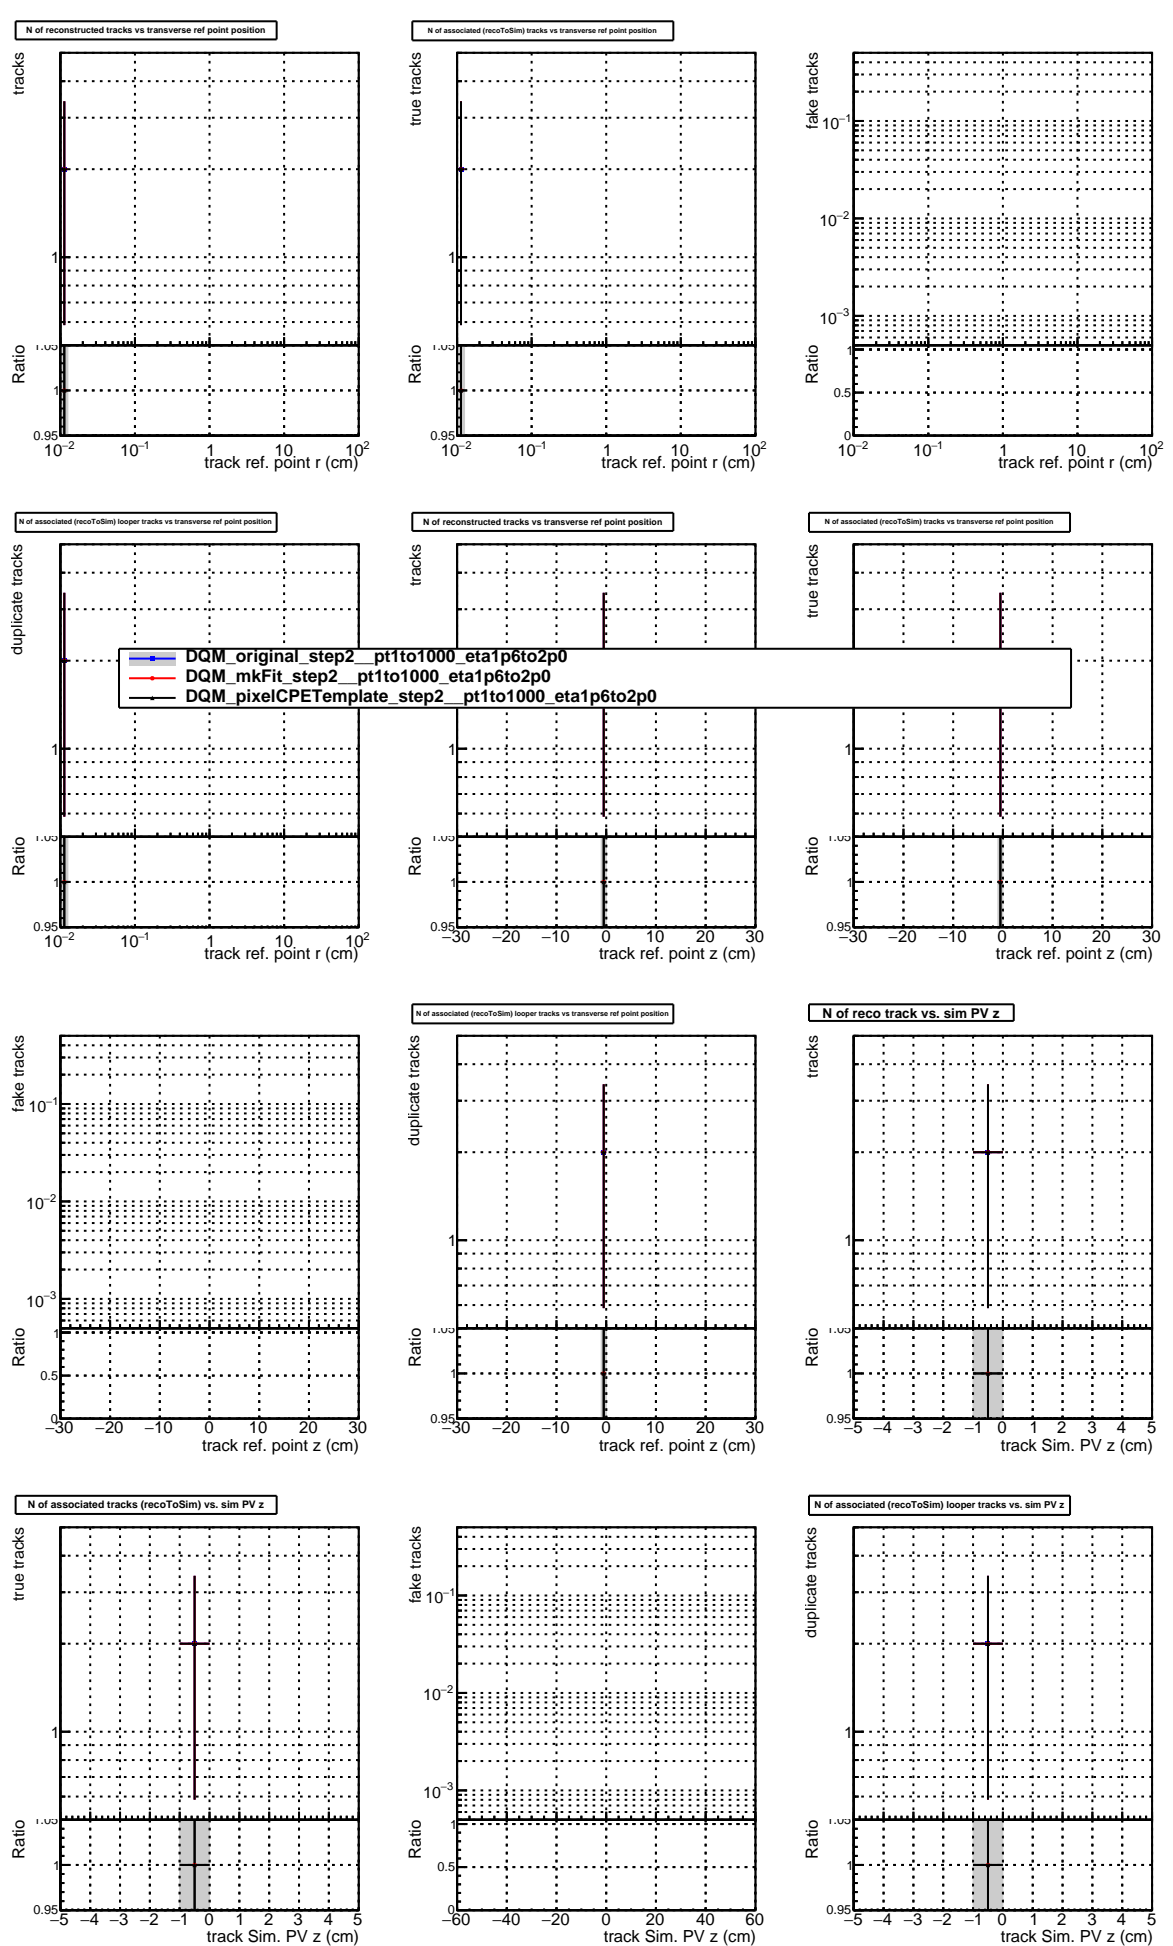 N of reconstructed tracks vs transverse ref point position
tracks
1
Ratio
1.05
1
0.95
10−2 10−1 1 10 102
track ref. point r (cm)
N of associated (recoToSim) tracks vs transverse ref point position
true tracks
1
Ratio
1.05
1
0.95
10−2 10−1 1 10 102
track ref. point r (cm)
fake tracks
10−1
10−2
10−3
Ratio
1
0.5
0
10−2 10−1 1 10 102
track ref. point r (cm)
N of associated (recoToSim) looper tracks vs transverse ref point position
duplicate tracks
1
Ratio
1.05
1
0.95
10−2 10−1 1 10 102
track ref. point r (cm)
N of reconstructed tracks vs transverse ref point position
tracks
1
Ratio
1.05
1
0.95
−30 −20 −10 0 10 20 30
track ref. point z (cm)
N of associated (recoToSim) tracks vs transverse ref point position
true tracks
1
Ratio
1.05
1
0.95
−30 −20 −10 0 10 20 30
track ref. point z (cm)
DQM_original_step2__pt1to1000_eta1p6to2p0
DQM_mkFit_step2__pt1to1000_eta1p6to2p0
DQM_pixelCPETemplate_step2__pt1to1000_eta1p6to2p0
fake tracks
10−1
10−2
10−3
Ratio
1
0.5
0
−30 −20 −10 0 10 20 30
track ref. point z (cm)
N of associated (recoToSim) looper tracks vs transverse ref point position
duplicate tracks
1
Ratio
1.05
1
0.95
−30 −20 −10 0 10 20 30
track ref. point z (cm)
N of reco track vs. sim PV z
tracks
1
Ratio
1.05
1
0.95
−5 −4 −3 −2 −1 0 1 2 3 4 5
track Sim. PV z (cm)
N of associated tracks (recoToSim) vs. sim PV z
true tracks
1
Ratio
1.05
1
0.95
−5 −4 −3 −2 −1 0 1 2 3 4 5
track Sim. PV z (cm)
fake tracks
10−1
10−2
10−3
Ratio
1
0.5
0
−60 −40 −20 0 20 40 60
track Sim. PV z (cm)
N of associated (recoToSim) looper tracks vs. sim PV z
duplicate tracks
1
Ratio
1.05
1
0.95
−5 −4 −3 −2 −1 0 1 2 3 4 5
track Sim. PV z (cm)